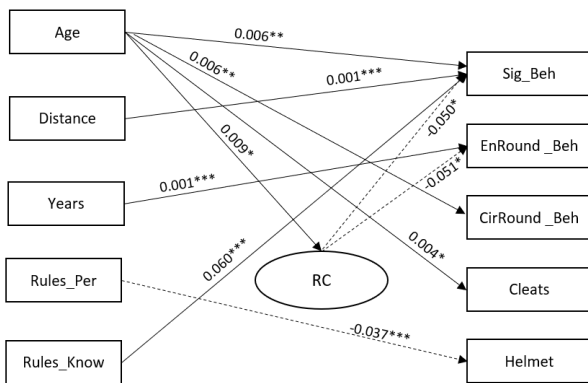 Age
Distance
Years
Rules_Per
Rules_Know
0.006**
0.006**
0.001***
0.009*
0.001***
0.060***
-0.050*
-0.051*
0.004*
-0.037***
RC
Sig_Beh
EnRound _Beh
CirRound _Beh
Cleats
Helmet